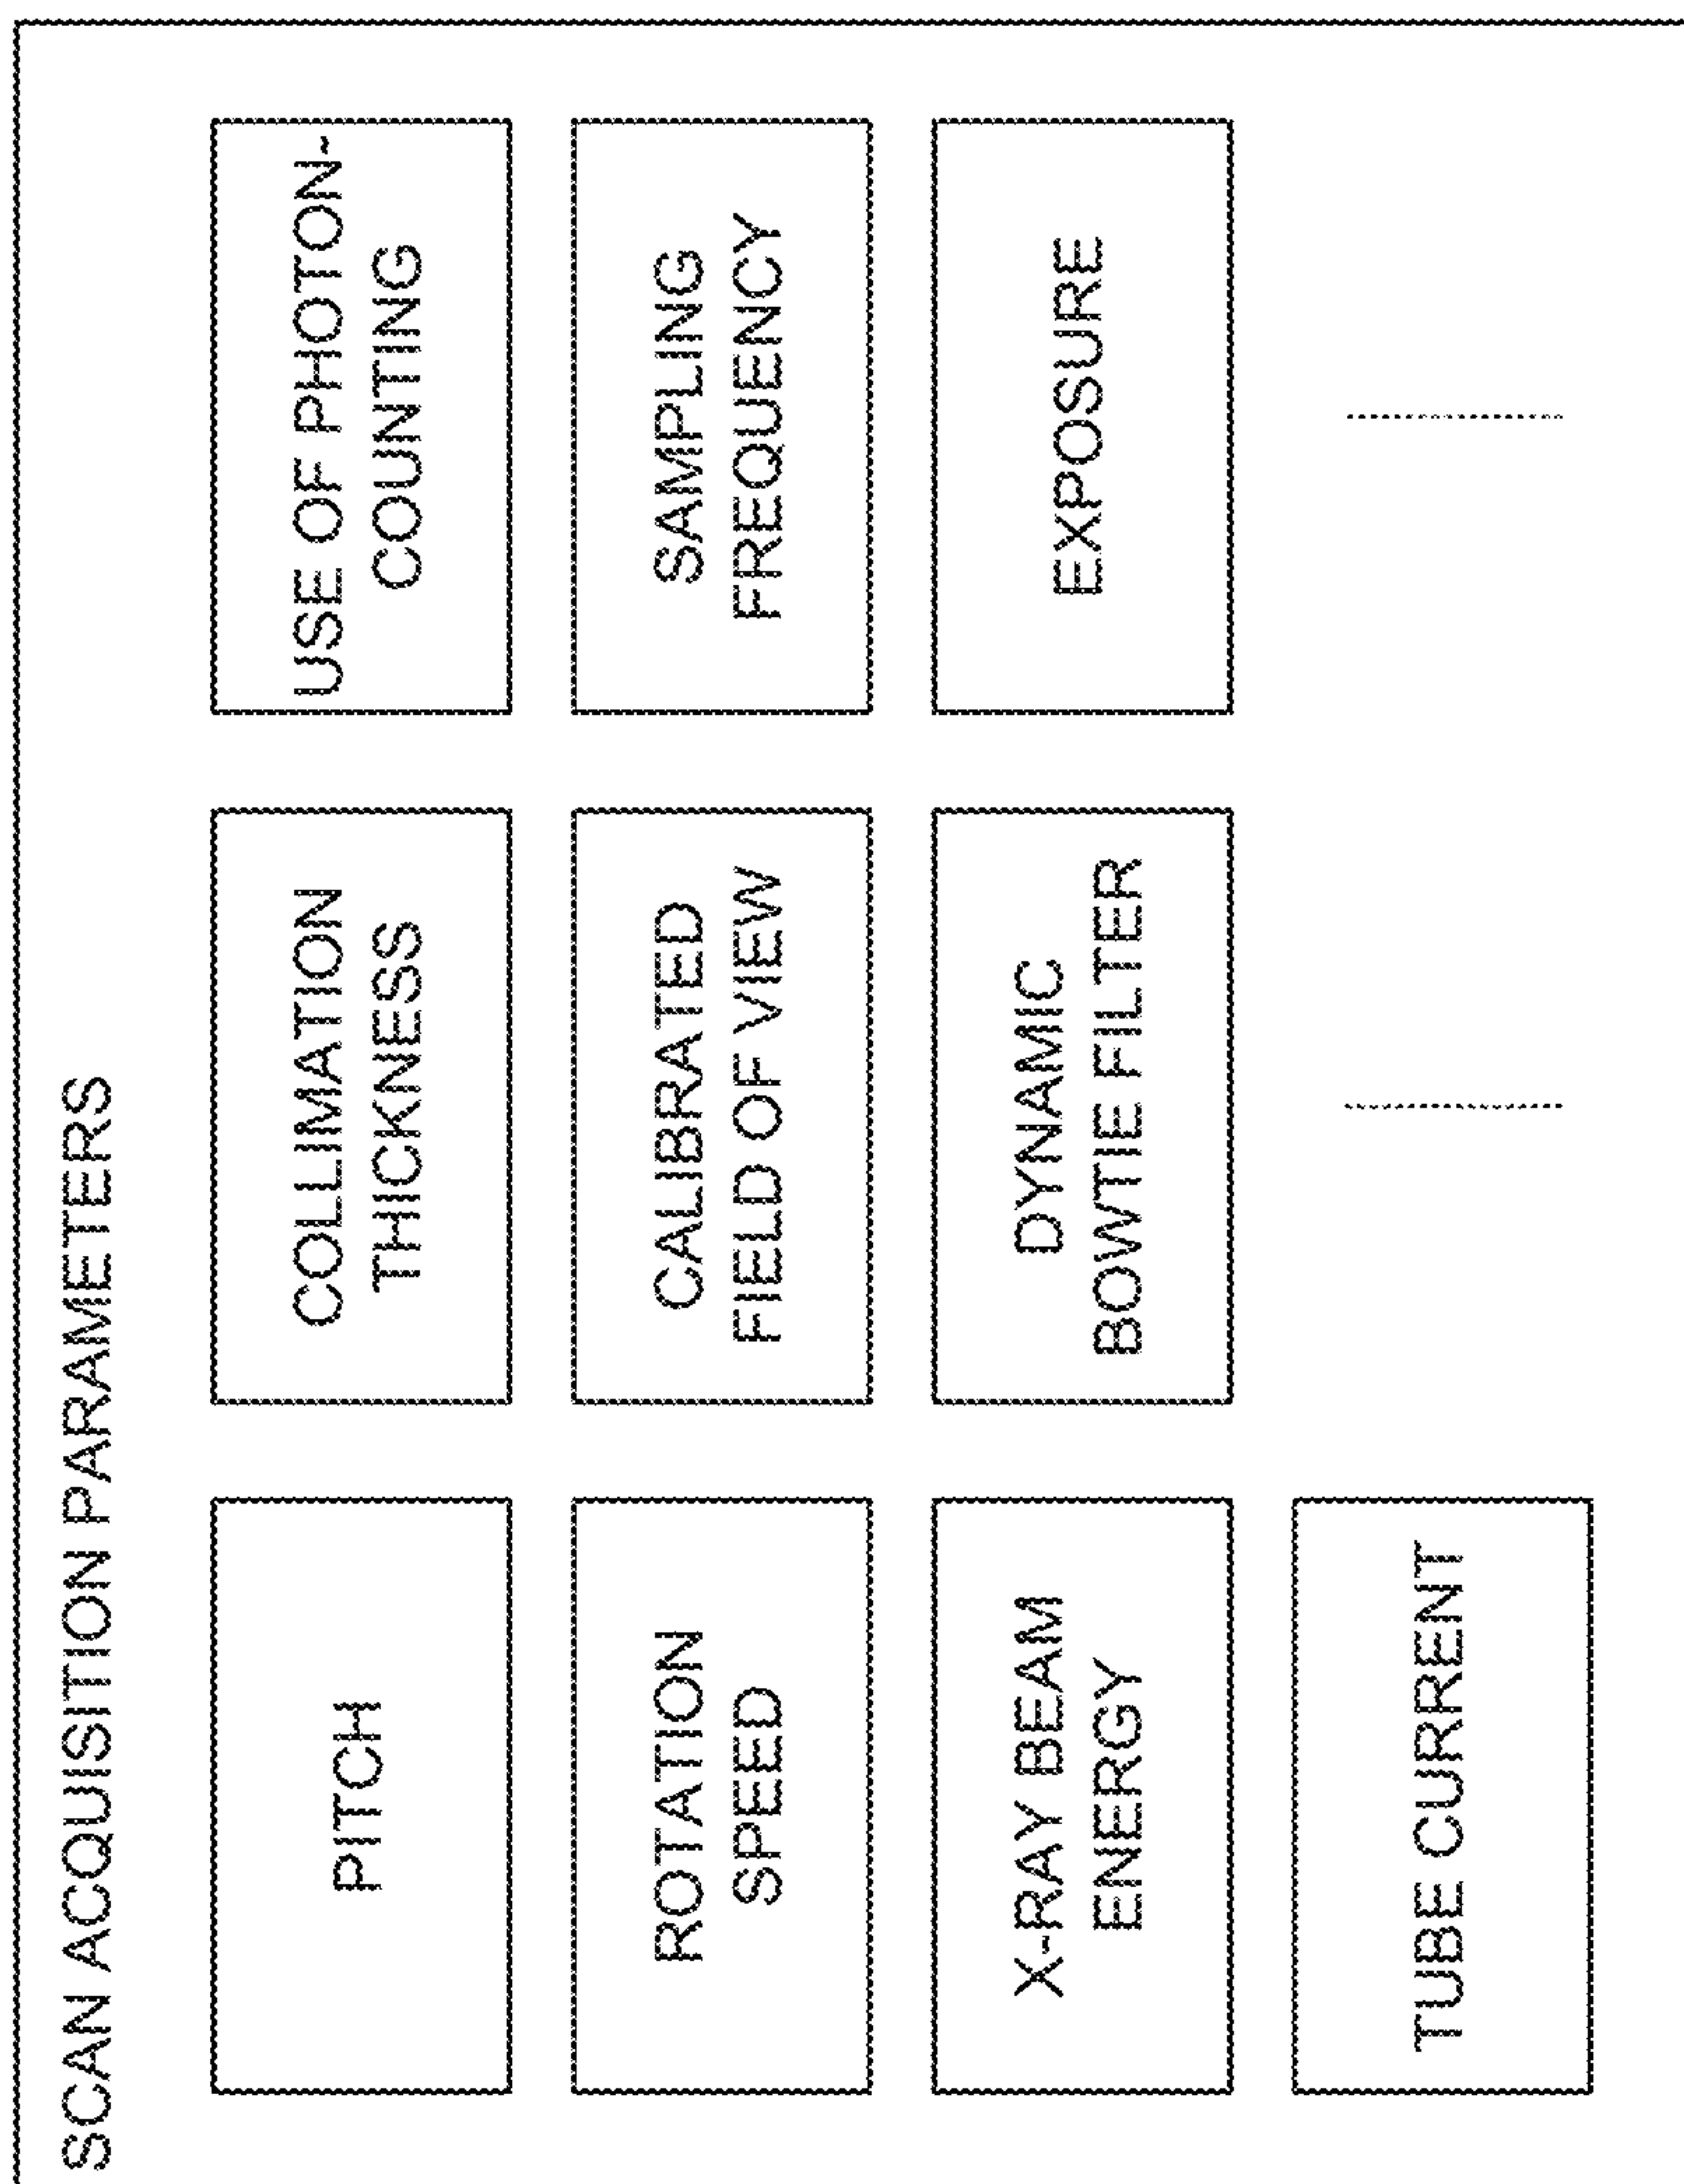 SCAN ACQUISITION PARAMETERS
PITCH
COLLIMATION
THICKNESS
USE OF PHOTON-
COUNTING
ROTATION
SPEED
CALIBRATED
FIELD OF VIEW
SAMPLING
FREQUENCY
X-RAY BEAM
ENERGY
DYNAMIC
BOWTIE FILTER
EXPOSURE
TUBE CURRENT